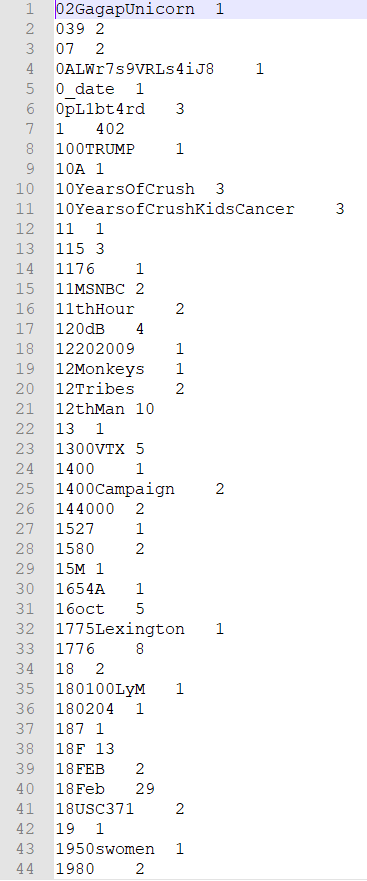 1 02GagapUnicorn 1
2 039 2
3 07 2
4 0ALWr7s9VRLs4iJ8 1
5 0_date 1
6 0pL1bt4rd 3
7 1 402
8 100TRUMP 1
9 10A 1
10 10YearsOfCrush 3
11 10YearsofCrushKidsCancer 3
12 11 1
13 115 3
14 1176 1
15 11MSNBC 2
16 11thHour 2
17 120dB 4
18 12202009 1
19 12Monkeys 1
20 12Tribes 2
21 12thMan 10
22 13 1
23 1300VTX 5
24 1400 1
25 1400Campaign 2
26 144000 2
27 1527 1
28 1580 2
29 15M 1
30 1654A 1
31 16oct 5
32 1775Lexington 1
33 1776 8
34 18 2
35 180100LyM 1
36 180204 1
37 187 1
38 18F 13
39 18FEB 2
40 18Feb 29
41 18USC371 2
42 19 1
43 1950swomen 1
44 1980 2